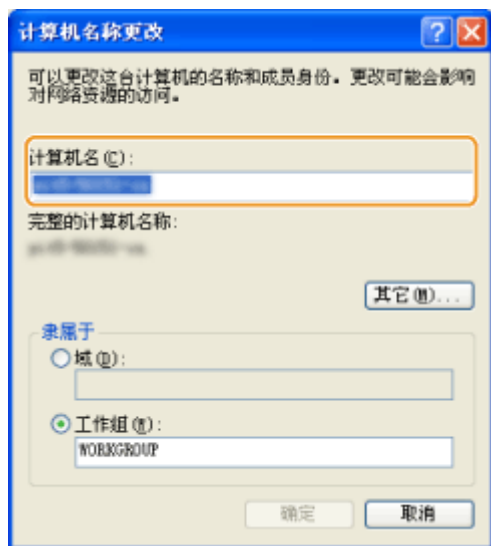 计算机名称更改
可以更改这台计算机的名称和成员身份。更改可能会影响
对网络资源的访问。
计算机名(C):
完整的计算机名称:
其它(M)...
隶属于
域(D):
工作组(W):
WORKGROUP
确定
取消